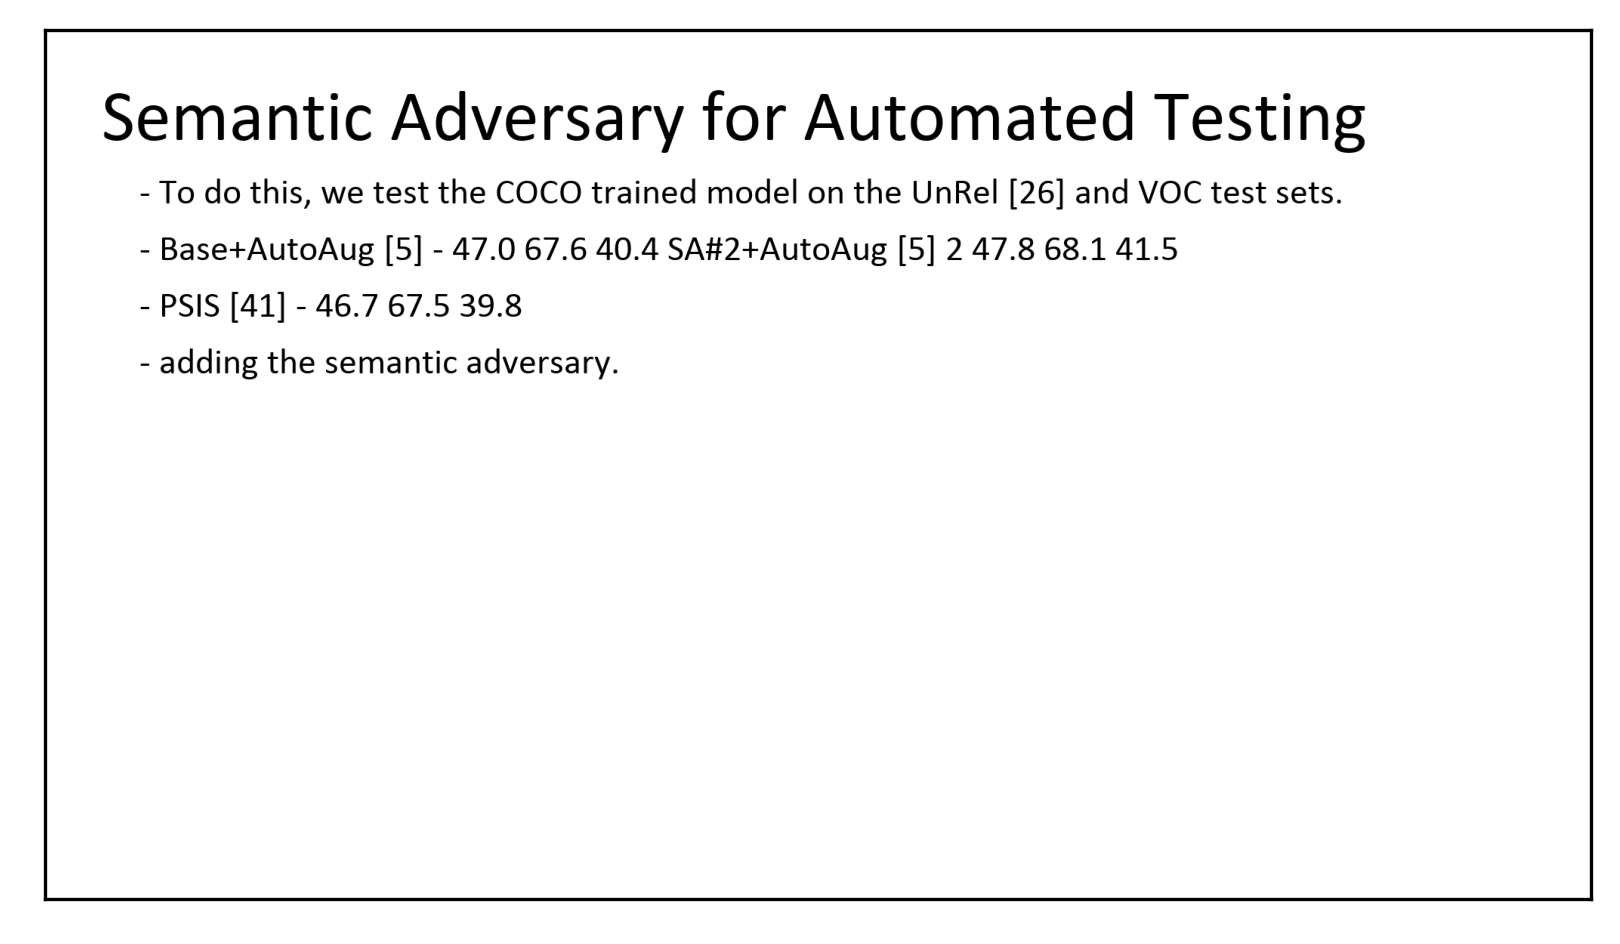 Semantic Adversary for Automated Testing
- To do this, we test the COCO trained model on the UnRel [26] and VOC test sets.
- Base+AutoAug [5] - 47.0 67.6 40.4 SA#2+AutoAug [5] 2 47.8 68.1 41.5
- PSIS [41] - 46.7 67.5 39.8
- adding the semantic adversary.